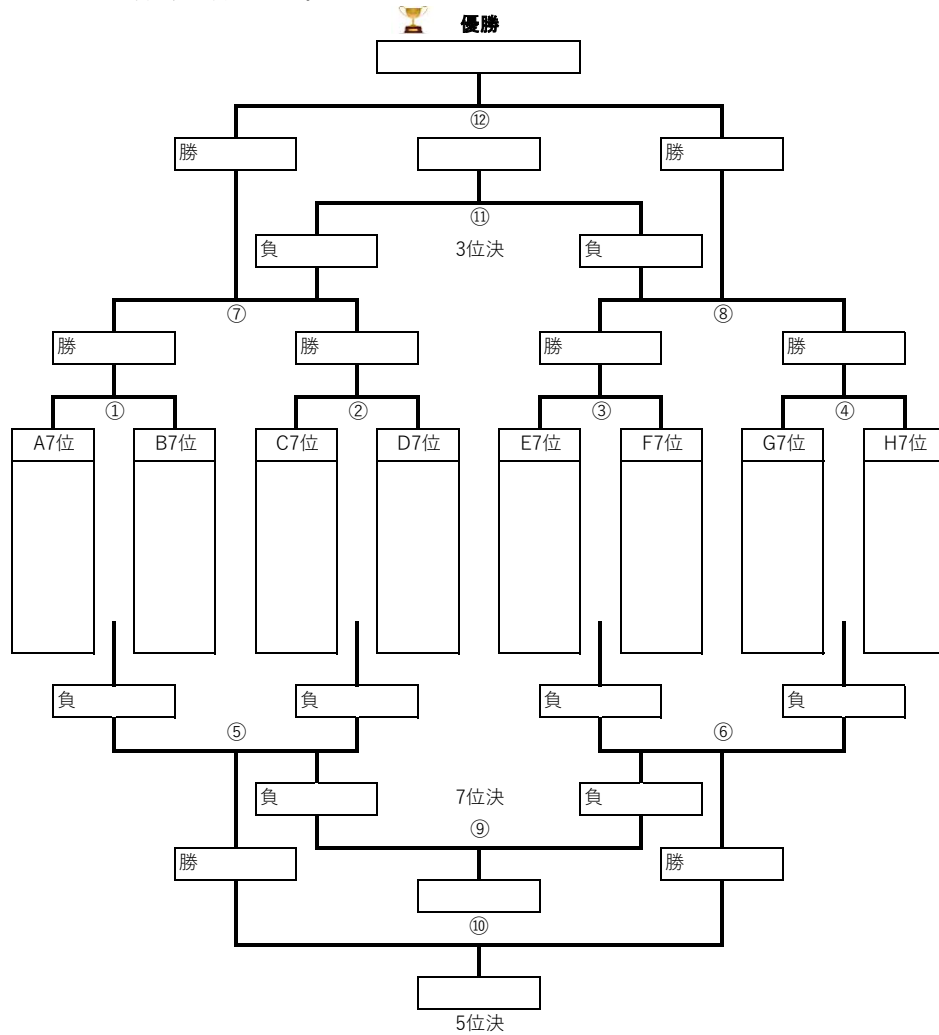 優勝
⑫
勝 勝
⑪
負 3位決 負
⑦ ⑧
勝 勝 勝 勝
① ② ③ ④
A7位 B7位 C7位 D7位 E7位 F7位 G7位 H7位
負 負 負 負
⑤ ⑥
負 7位決 負
⑨
勝 勝
⑩
5位決